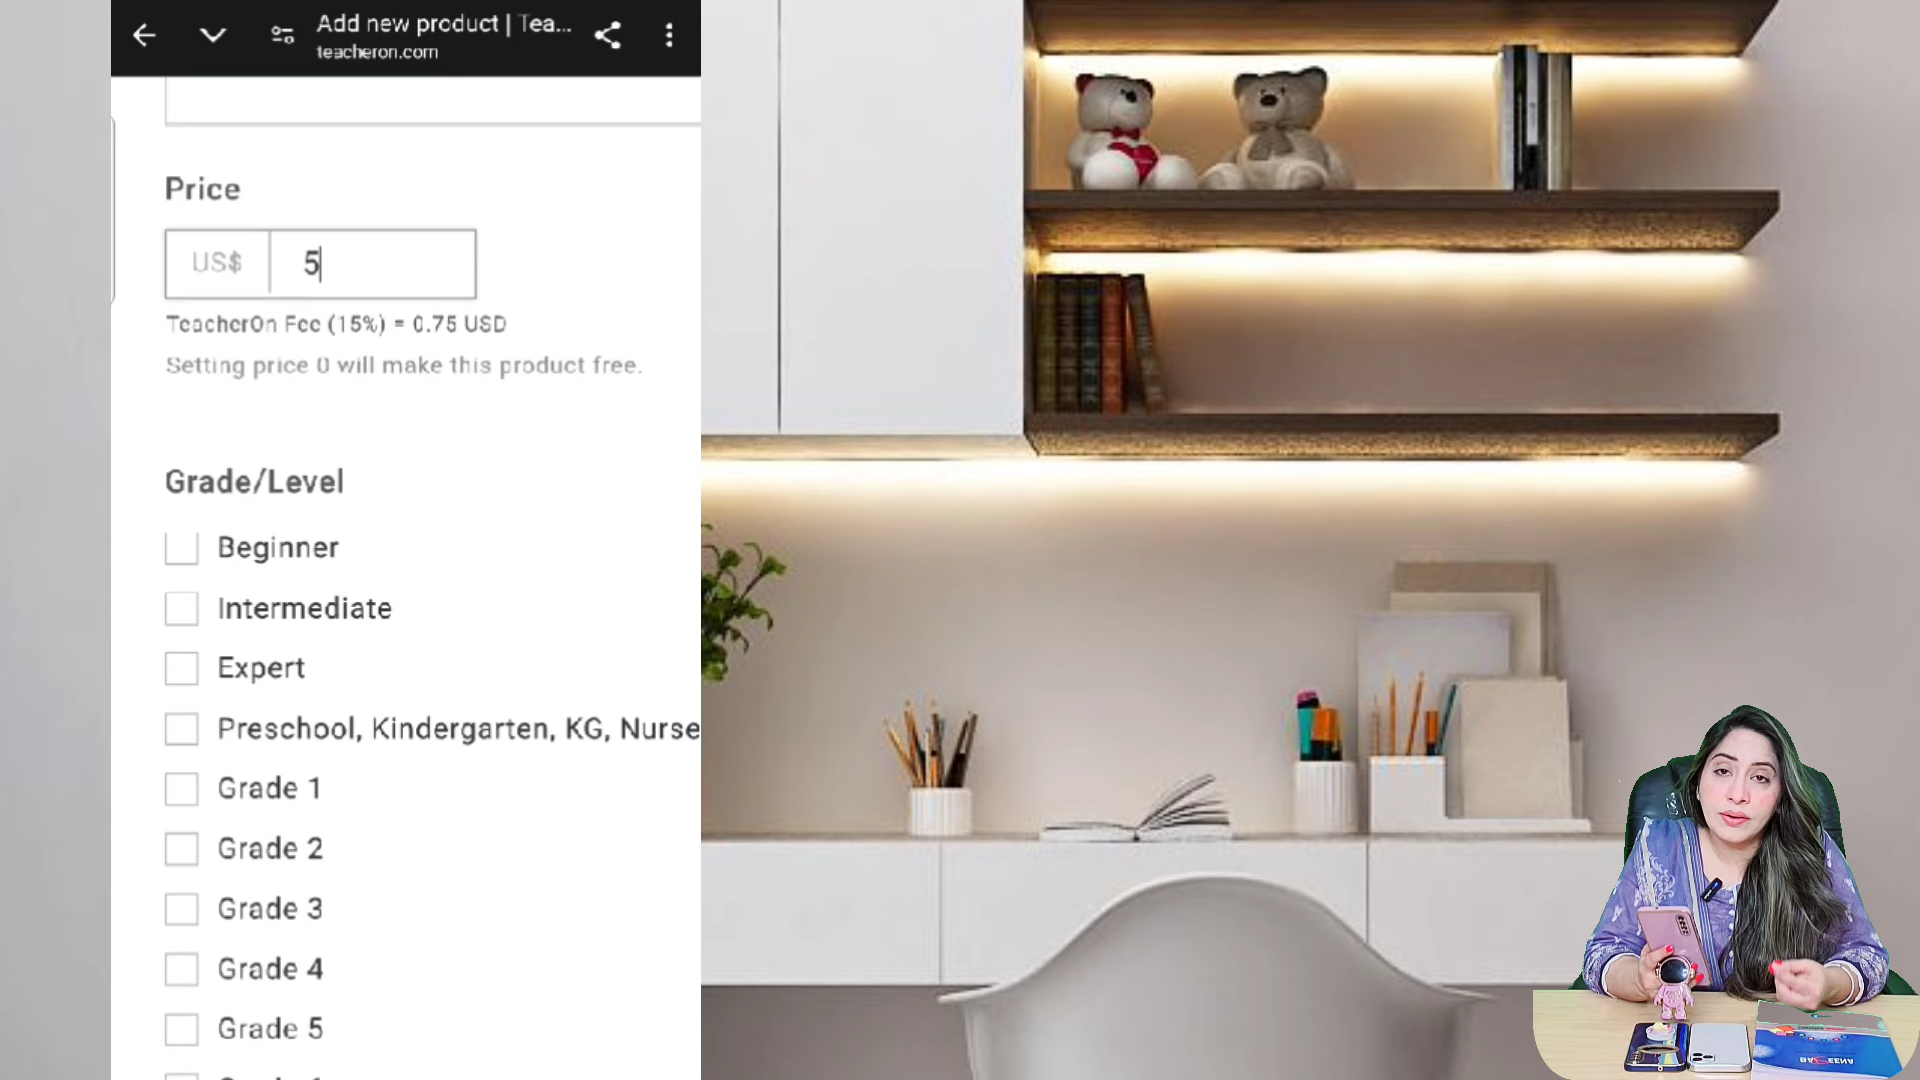 Add new product | Tea...
teacheron.com
Price
US$ 5
TeacherOn Fee (15%) = 0.75 USD
Setting price 0 will make this product free.
Grade/Level
Beginner
Intermediate
Expert
Preschool, Kindergarten, KG, Nurse
Grade 1
Grade 2
Grade 3
Grade 4
Grade 5